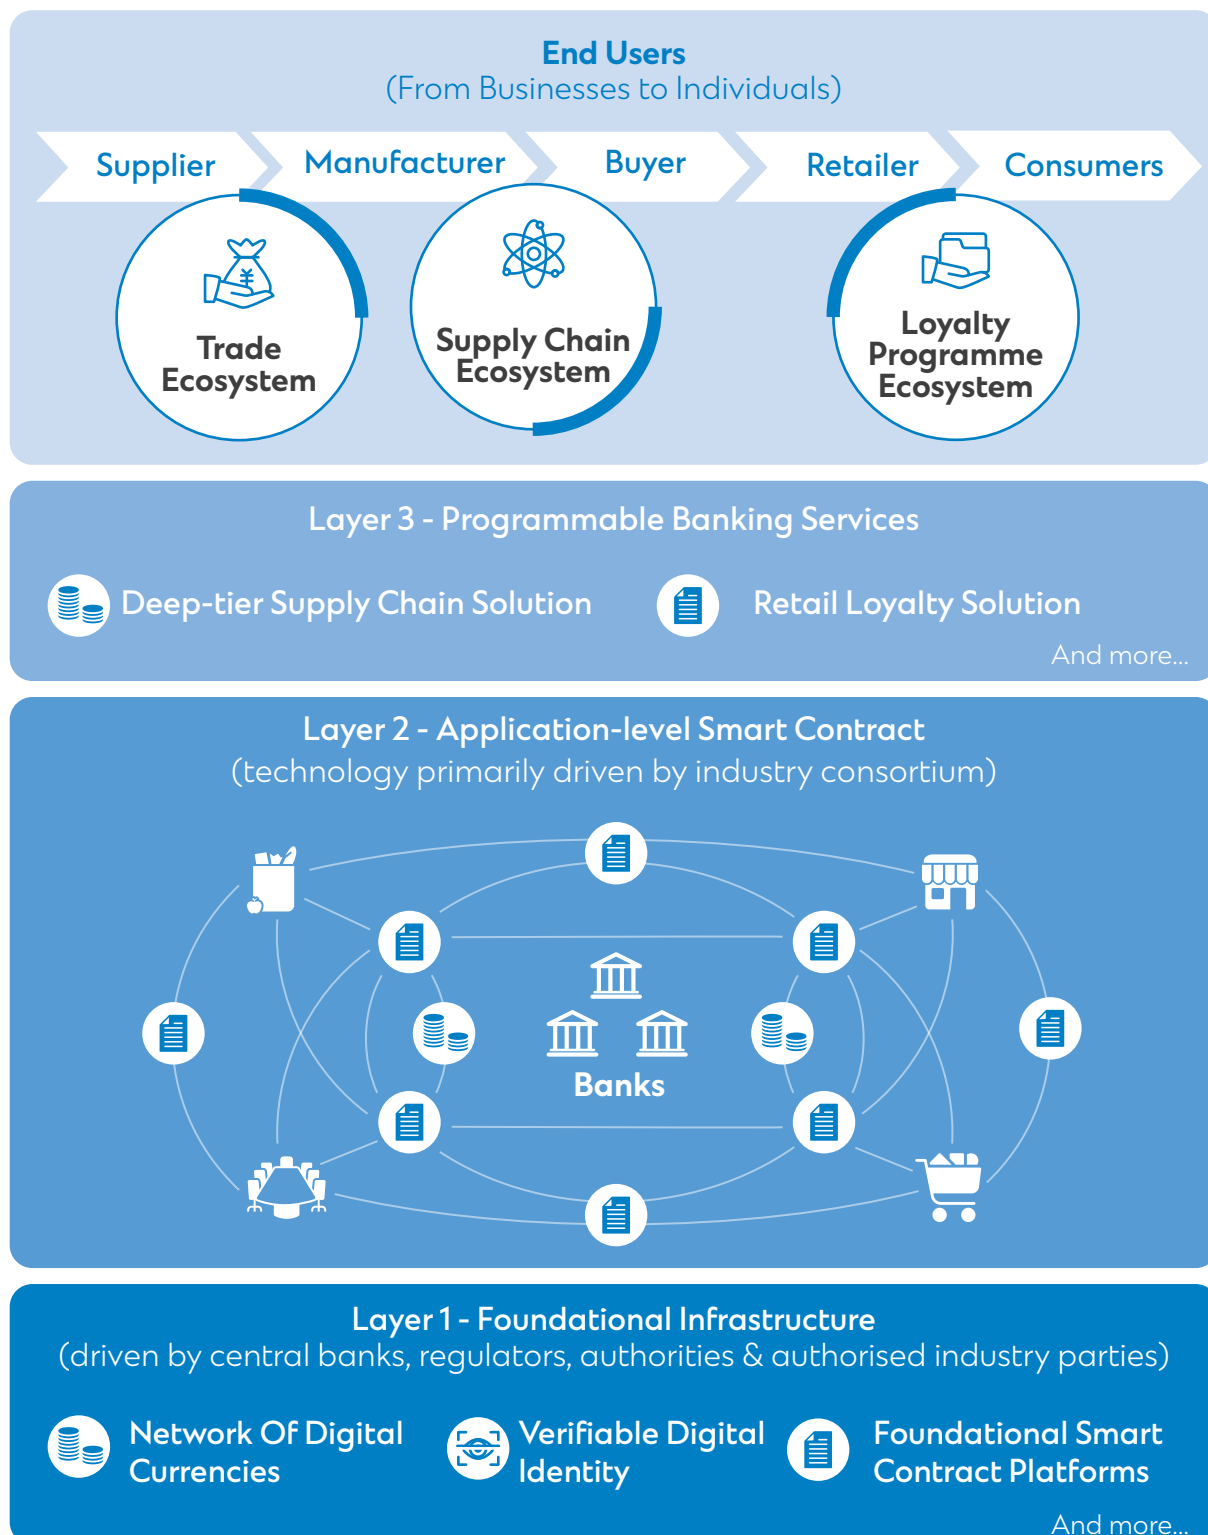 End Users
(From Businesses to Individuals)
Supplier
Manufacturer
Buyer
Retailer
Consumers
¥
Trade
Ecosystem
Supply Chain
Ecosystem
Loyalty
Programme
Ecosystem
Layer 3 - Programmable Banking Services
Deep-tier Supply Chain Solution
Retail Loyalty Solution
And more...
Layer 2 - Application-level Smart Contract
(technology primarily driven by industry consortium)
Banks
Layer 1 - Foundational Infrastructure
(driven by central banks, regulators, authorities & authorised industry parties)
Network Of Digital
Currencies
Verifiable Digital
Identity
Foundational Smart
Contract Platforms
And more...